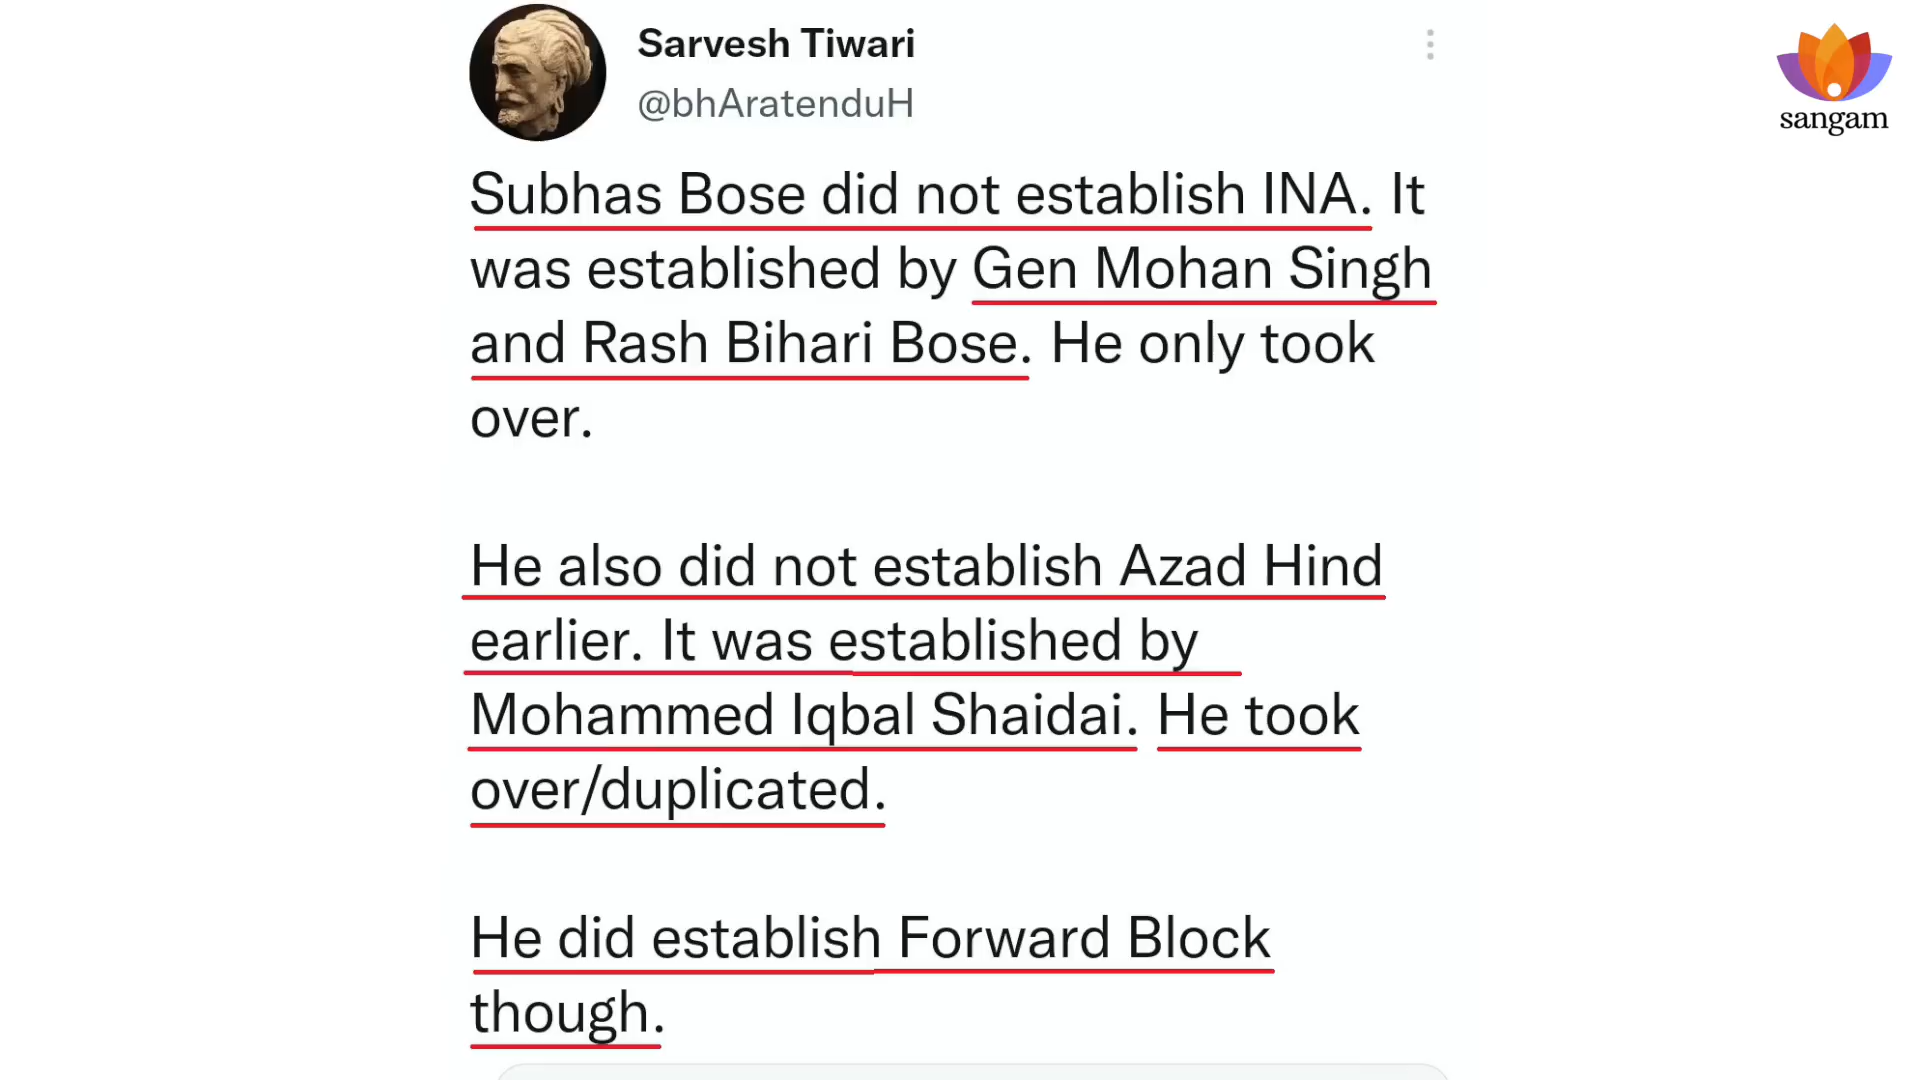 Sarvesh Tiwari
@bhAratenduH
sangam
Subhas Bose did not establish INA. It
was established by Gen Mohan Singh
and Rash Bihari Bose. He only took
over.
He also did not establish Azad Hind
earlier. It was established by
Mohammed Iqbal Shaidai. He took
over/duplicated.
He did establish Forward Block
though.